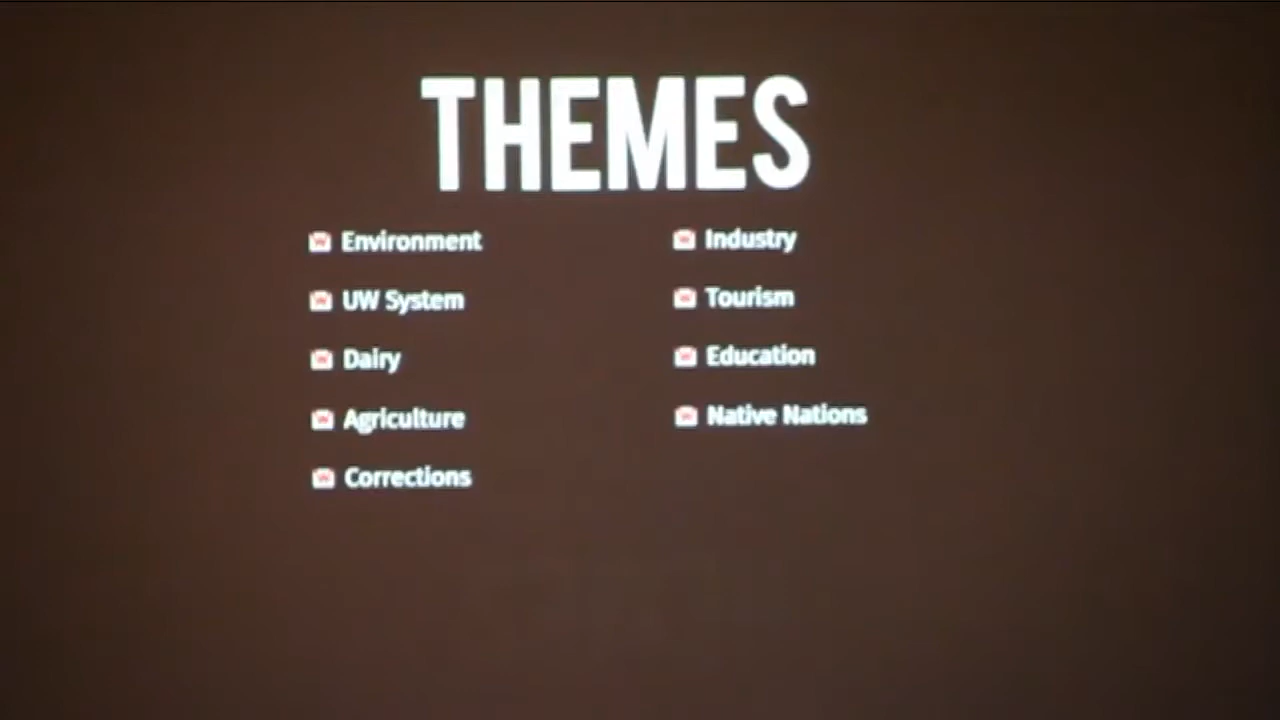 THEMES
Environment
UW System
Dairy
Agriculture
Corrections
Industry
Tourism
Education
Native Nations